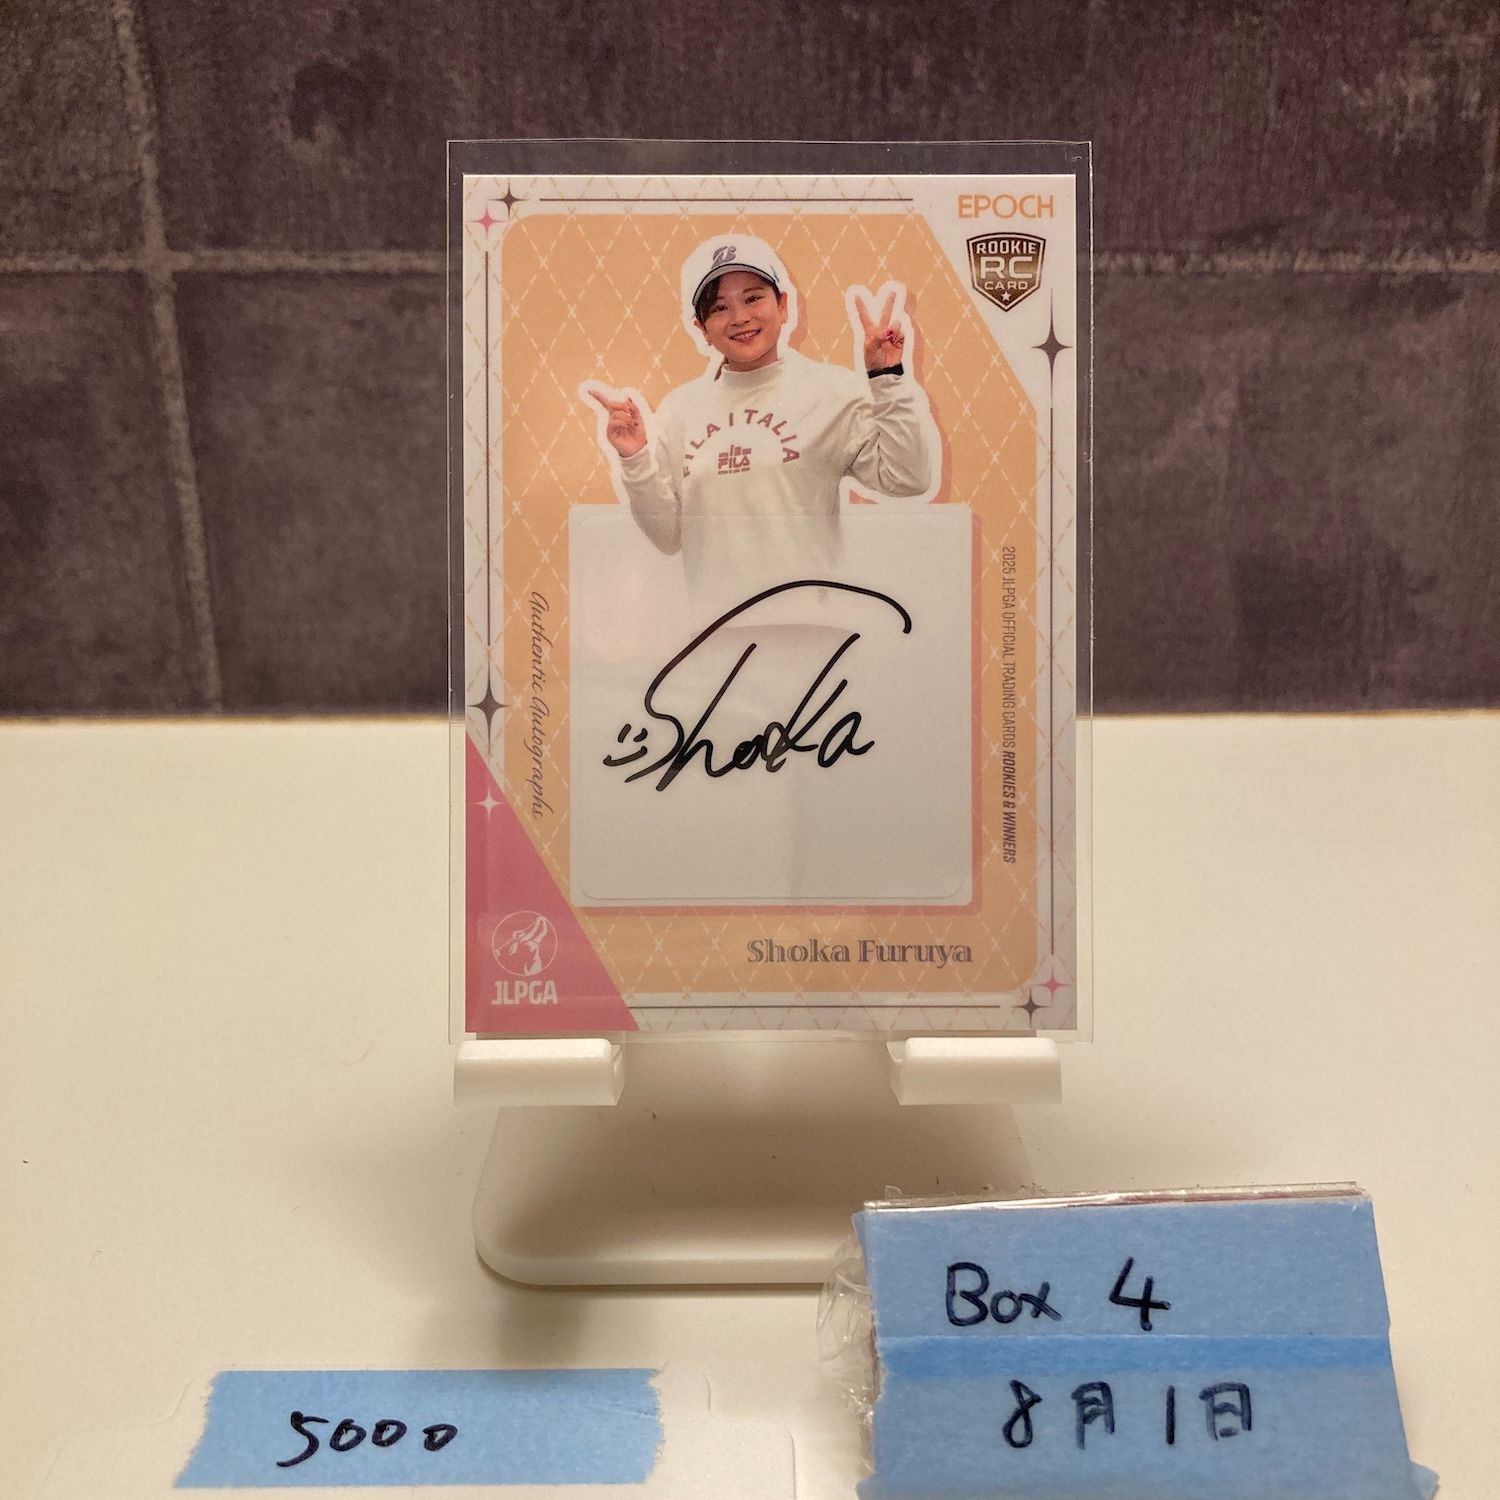 EPOCH
ROOKIE
RC
CARD
FILA ITALIA
FILA
Shoka
Authentic Autographs
2025 JLPGA OFFICIAL TRADING CARDS ROOKIES & WINNERS
Shoka Furuya
JLPGA
Box 4
8月1日
5000